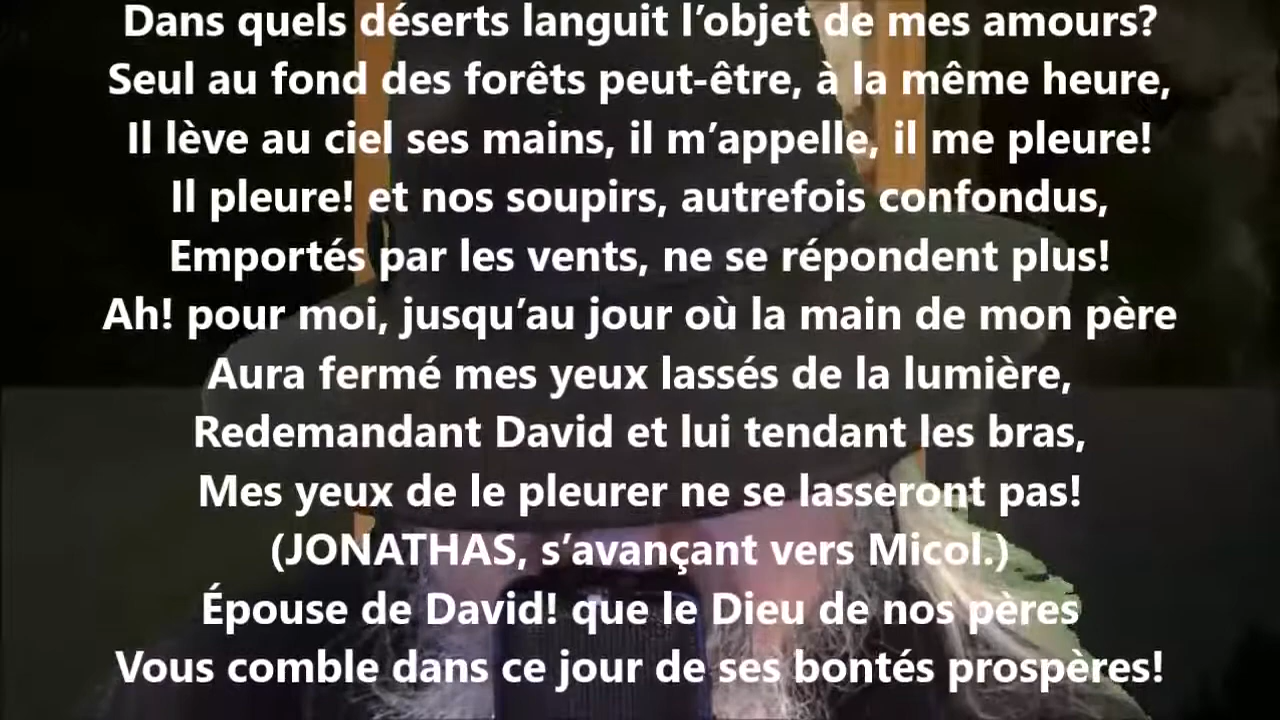 Dans quels déserts languit l’objet de mes amours?
Seul au fond des forêts peut-être, à la même heure,
Il lève au ciel ses mains, il m’appelle, il me pleure!
Il pleure! et nos soupirs, autrefois confondus,
Emportés par les vents, ne se répondent plus!
Ah! pour moi, jusqu’au jour où la main de mon père
Aura fermé mes yeux lassés de la lumière,
Redemandant David et lui tendant les bras,
Mes yeux de le pleurer ne se lasseront pas!
(JONATHAS, s’avançant vers Micol.)
Épouse de David! que le Dieu de nos pères
Vous comble dans ce jour de ses bontés prospères!